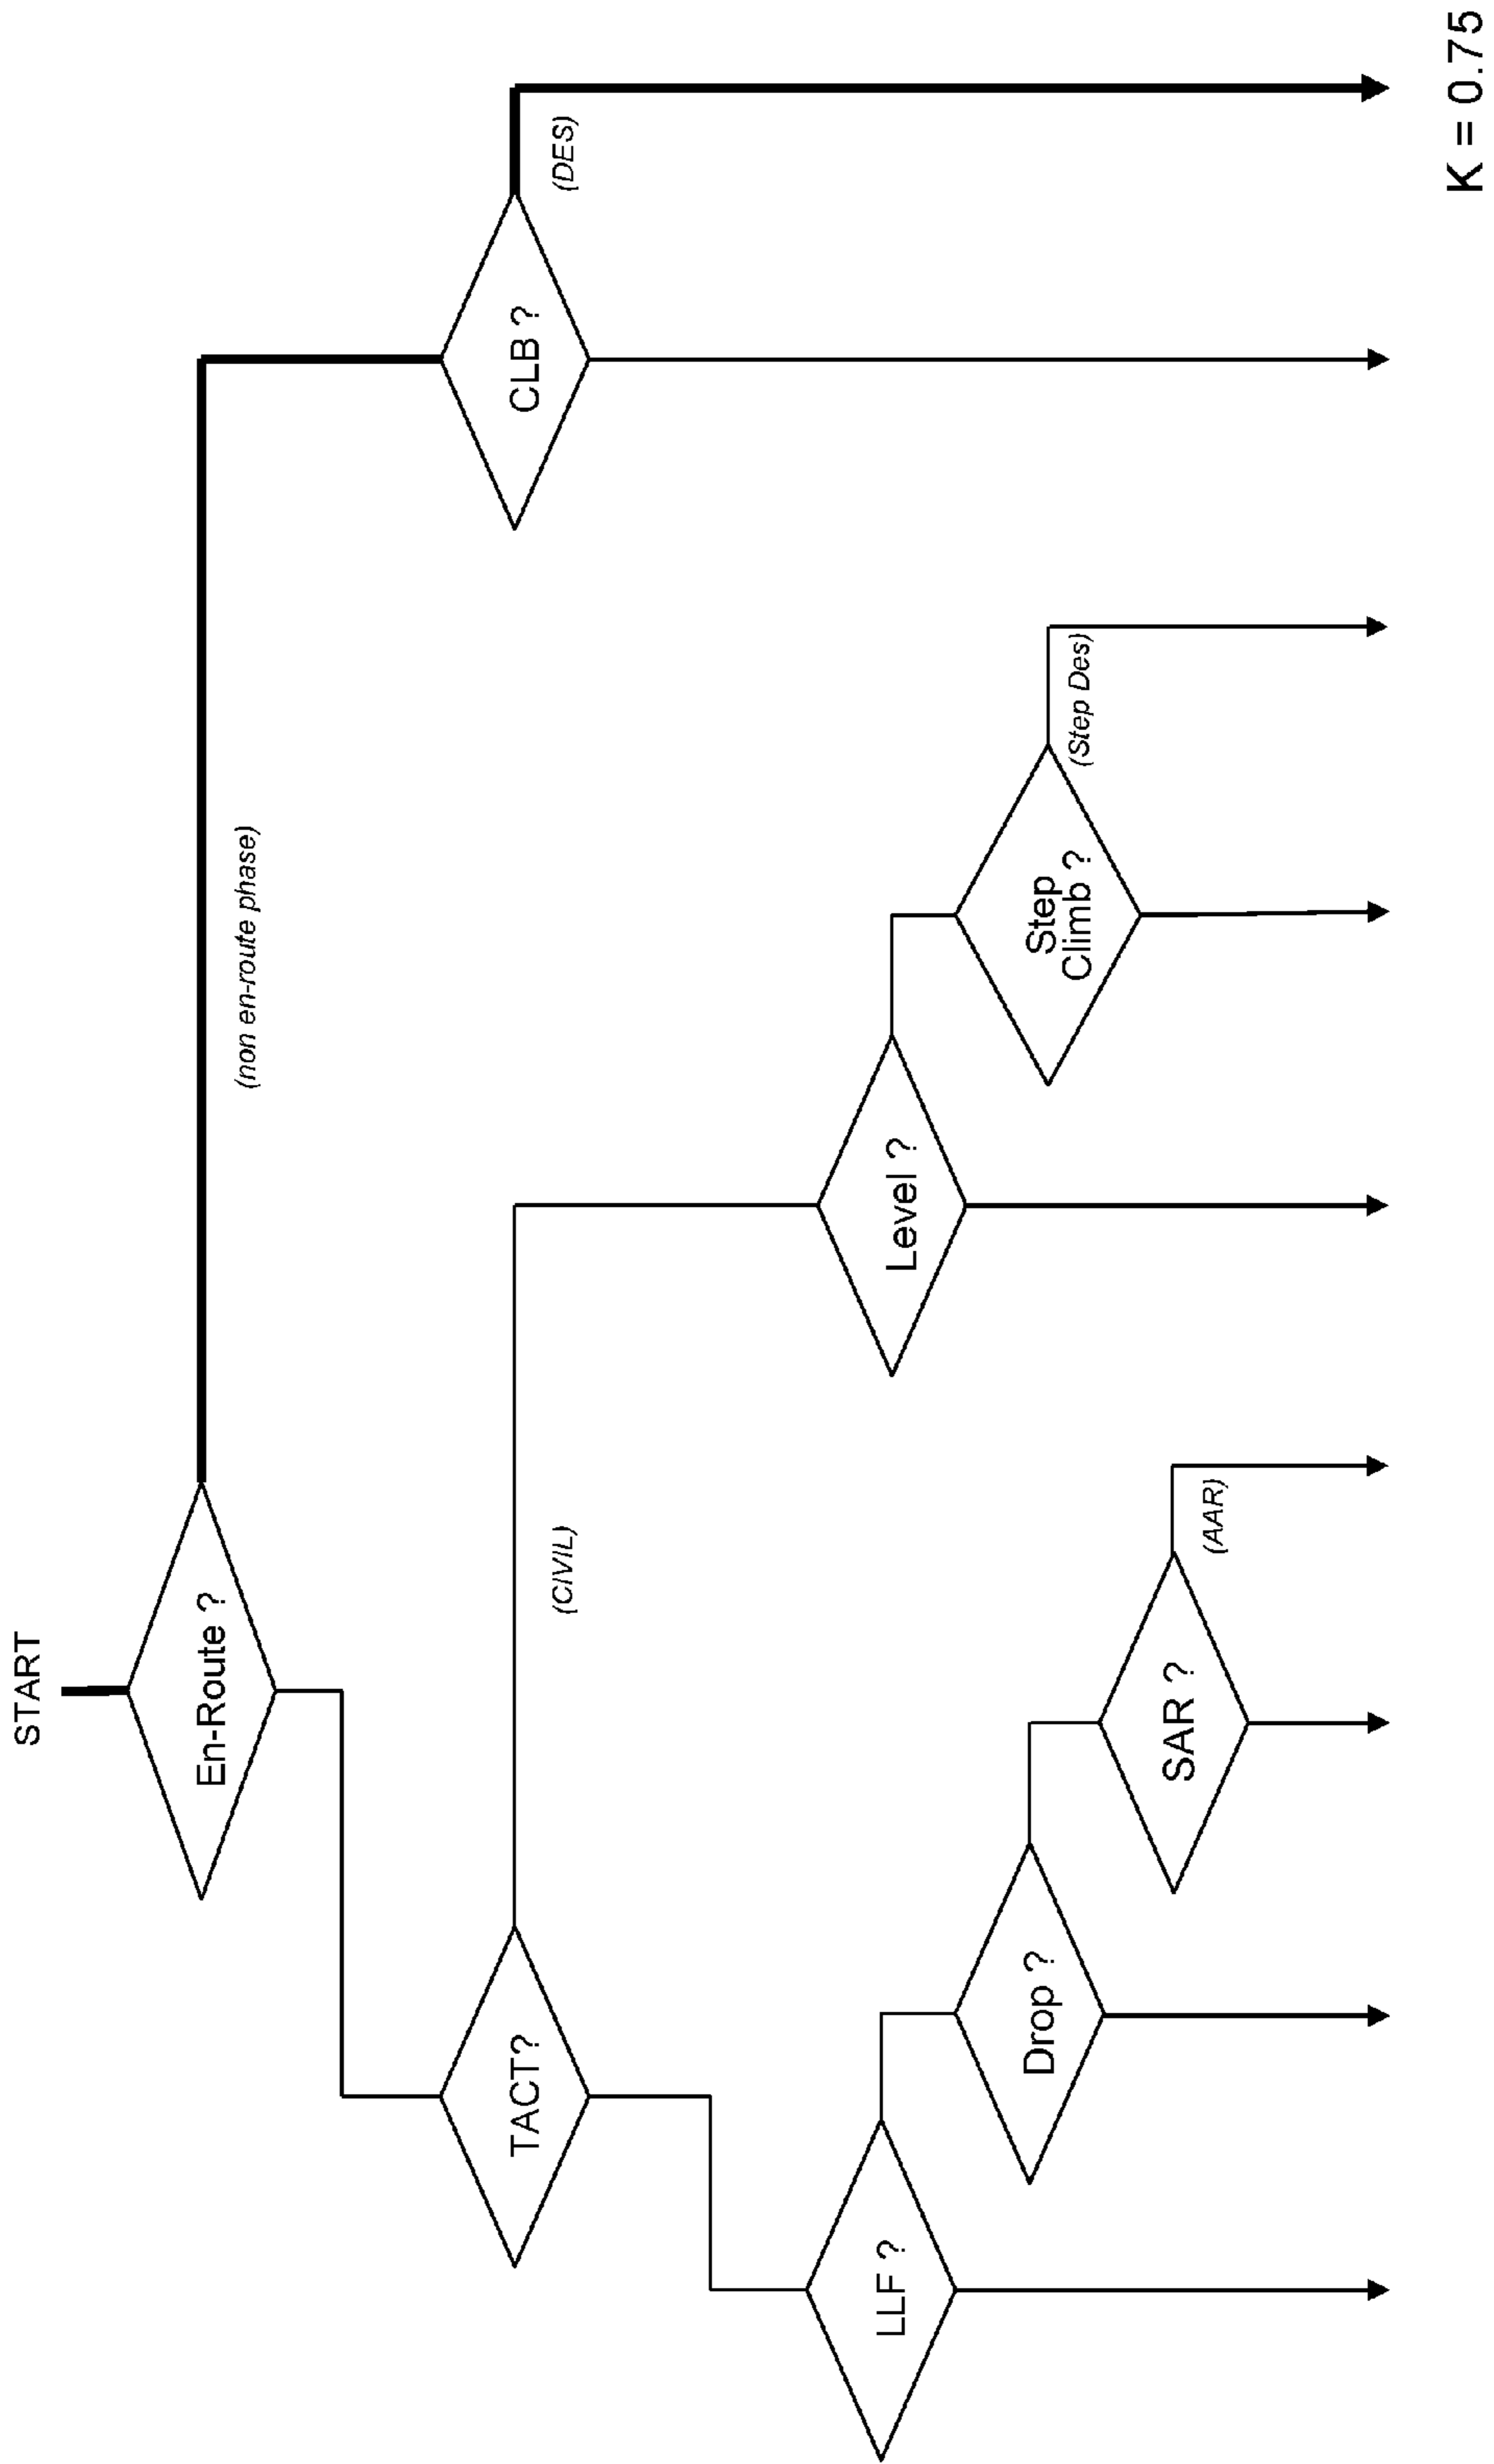 START
En-Route ?
(non en-route phase)
TACT?
(CIVIL)
CLB ?
(DES)
LLF ?
Level ?
Drop ?
Step
Climb ?
(Step Des)
SAR ?
(AAR)
K = 0.75